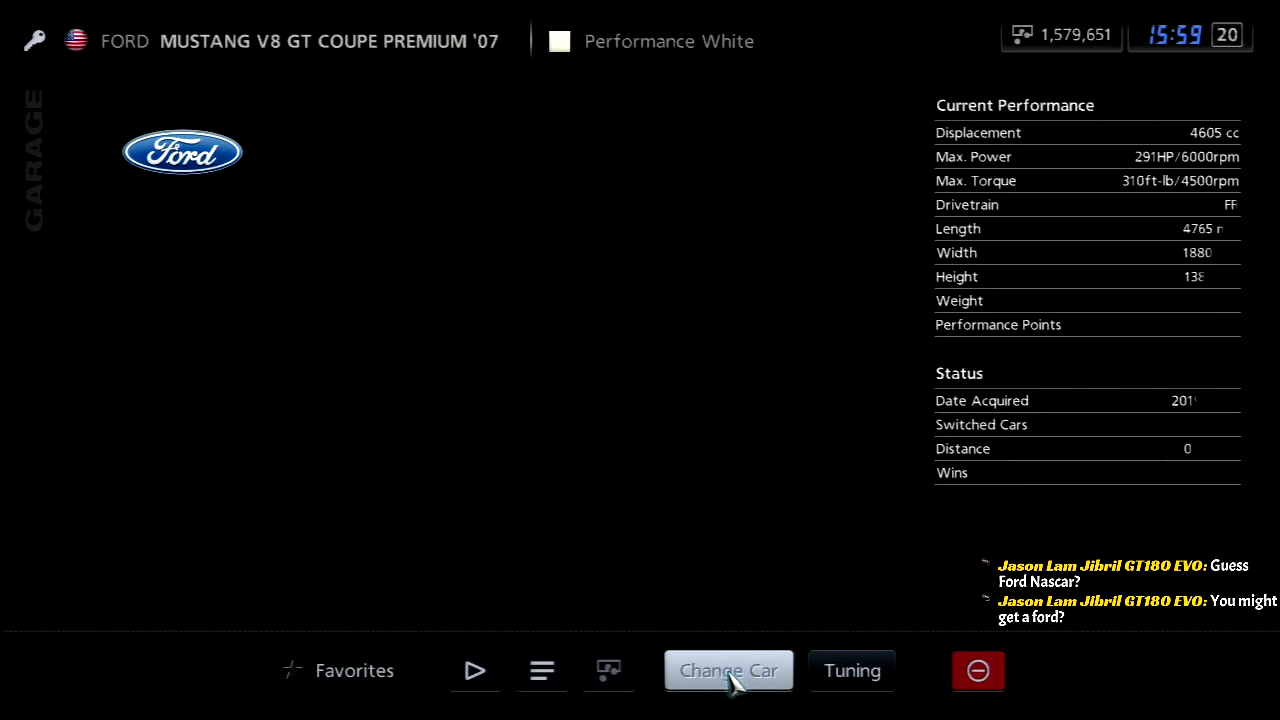 FORD MUSTANG V8 GT COUPE PREMIUM '07
Performance White
1,579,651
15:59
20
GARAGE
Ford
Current Performance
Displacement 4605 cc
Max. Power 291HP/6000rpm
Max. Torque 310ft-lb/4500rpm
Drivetrain
Length 4765
Width 1880
Height
Weight
Performance Points
Status
Date Acquired
Switched Cars
Distance 0
Wins
Jason Lam Jibril GT180 EVO: Guess
Ford Nascar?
Jason Lam Jibril GT180 EVO: You might
get a ford?
Favorites
Change Car
Tuning